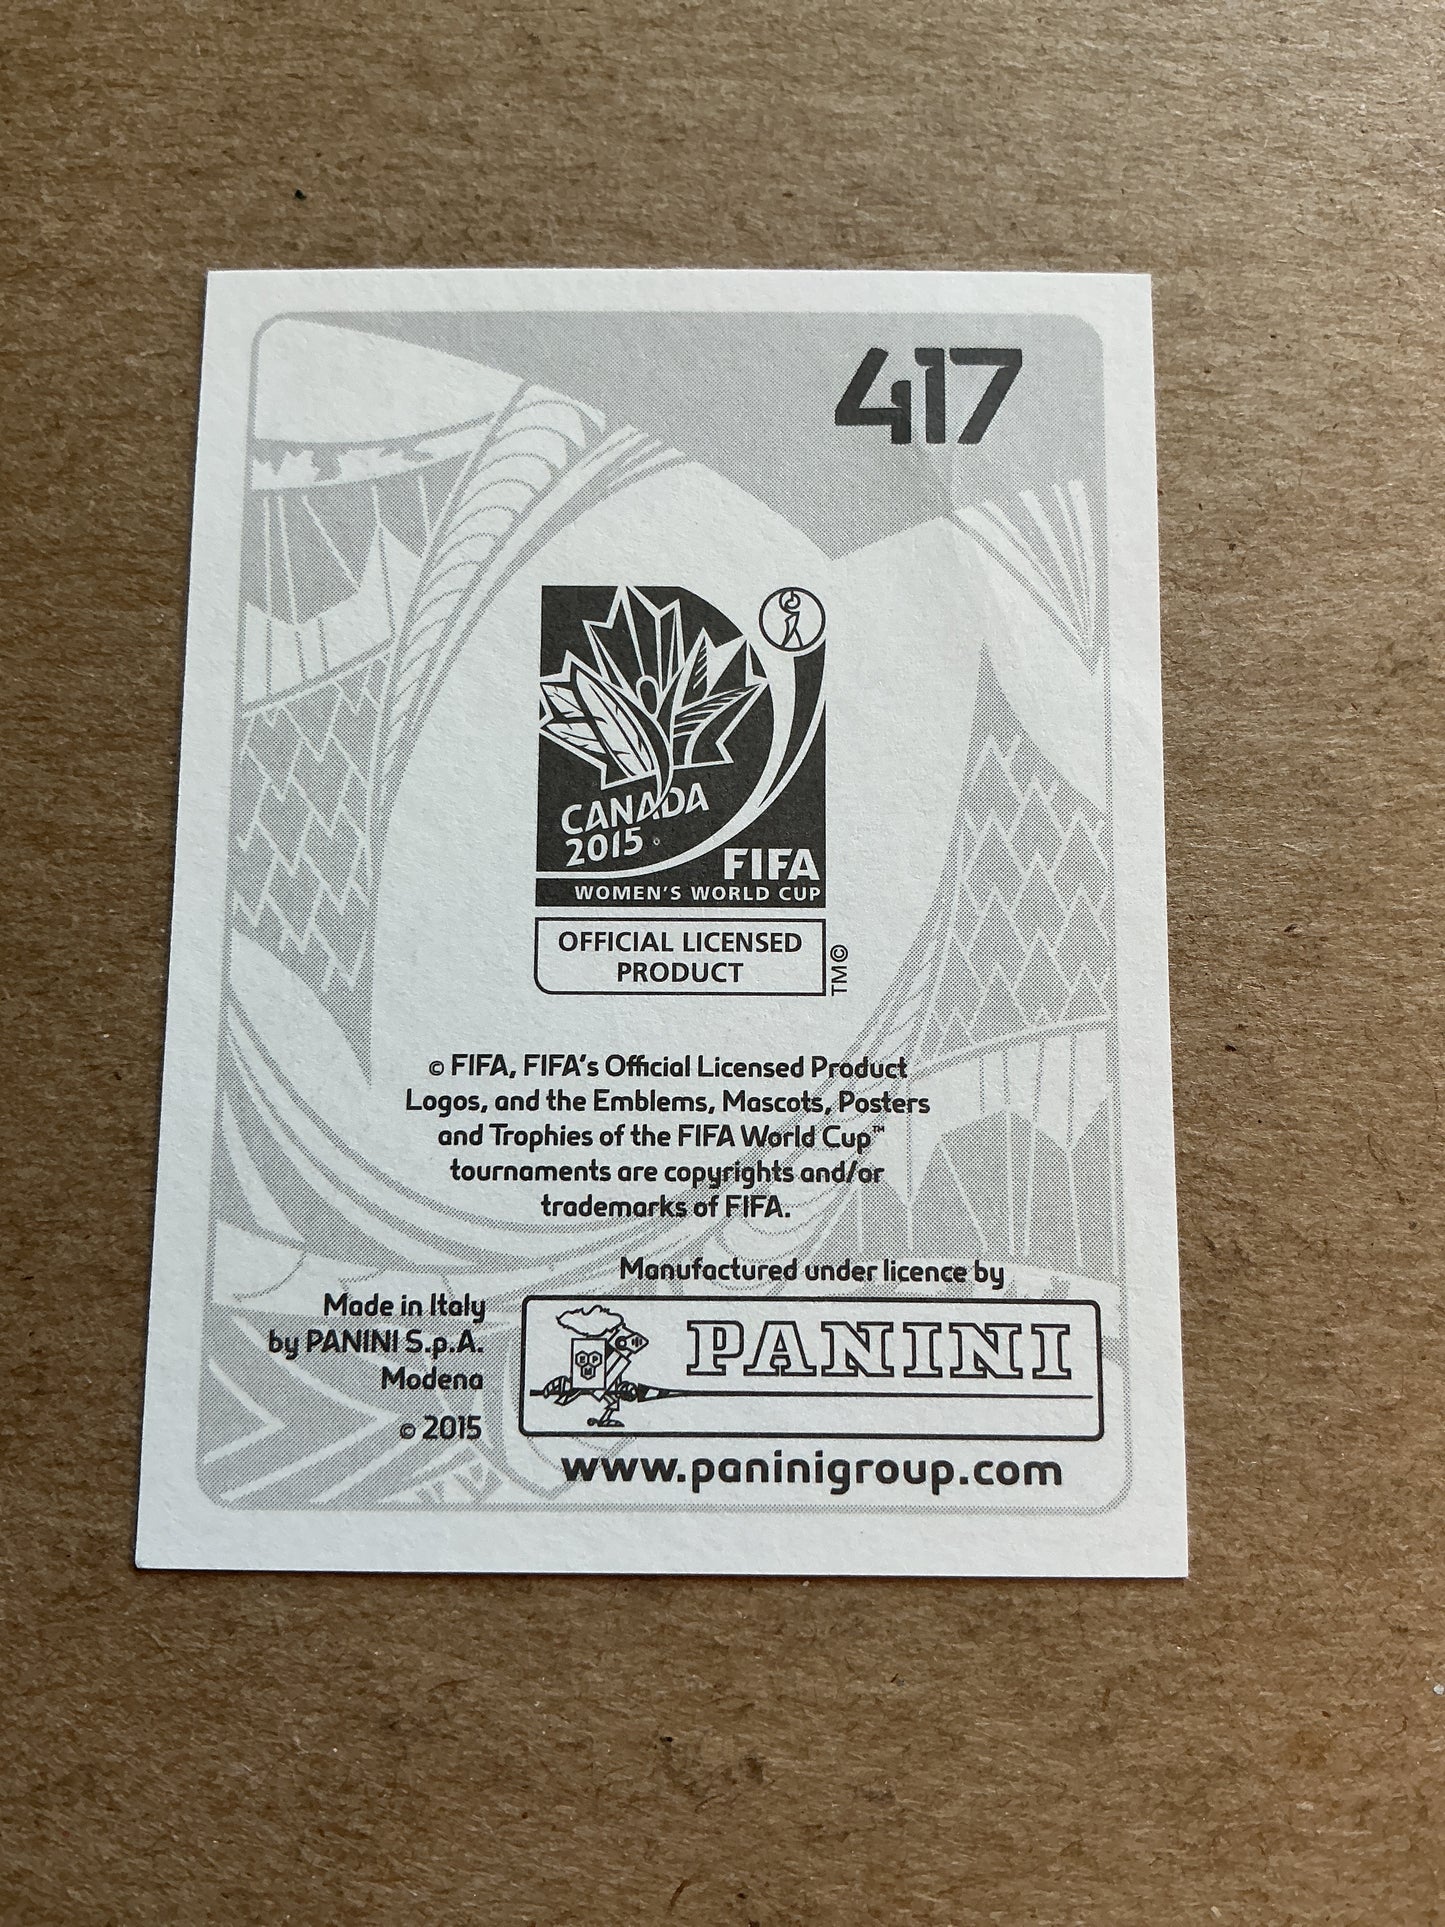 417
CANADA
2015
FIFA
WOMEN'S WORLD CUP
OFFICIAL LICENSED
PRODUCT
TM©
© FIFA, FIFA's Official Licensed Product
Logos, and the Emblems, Mascots, Posters
and Trophies of the FIFA World Cup™
tournaments are copyrights and/or
trademarks of FIFA.
Manufactured under licence by
Made in Italy
by PANINI S.p.A.
Modena
© 2015
PANINI
www.paninigroup.com